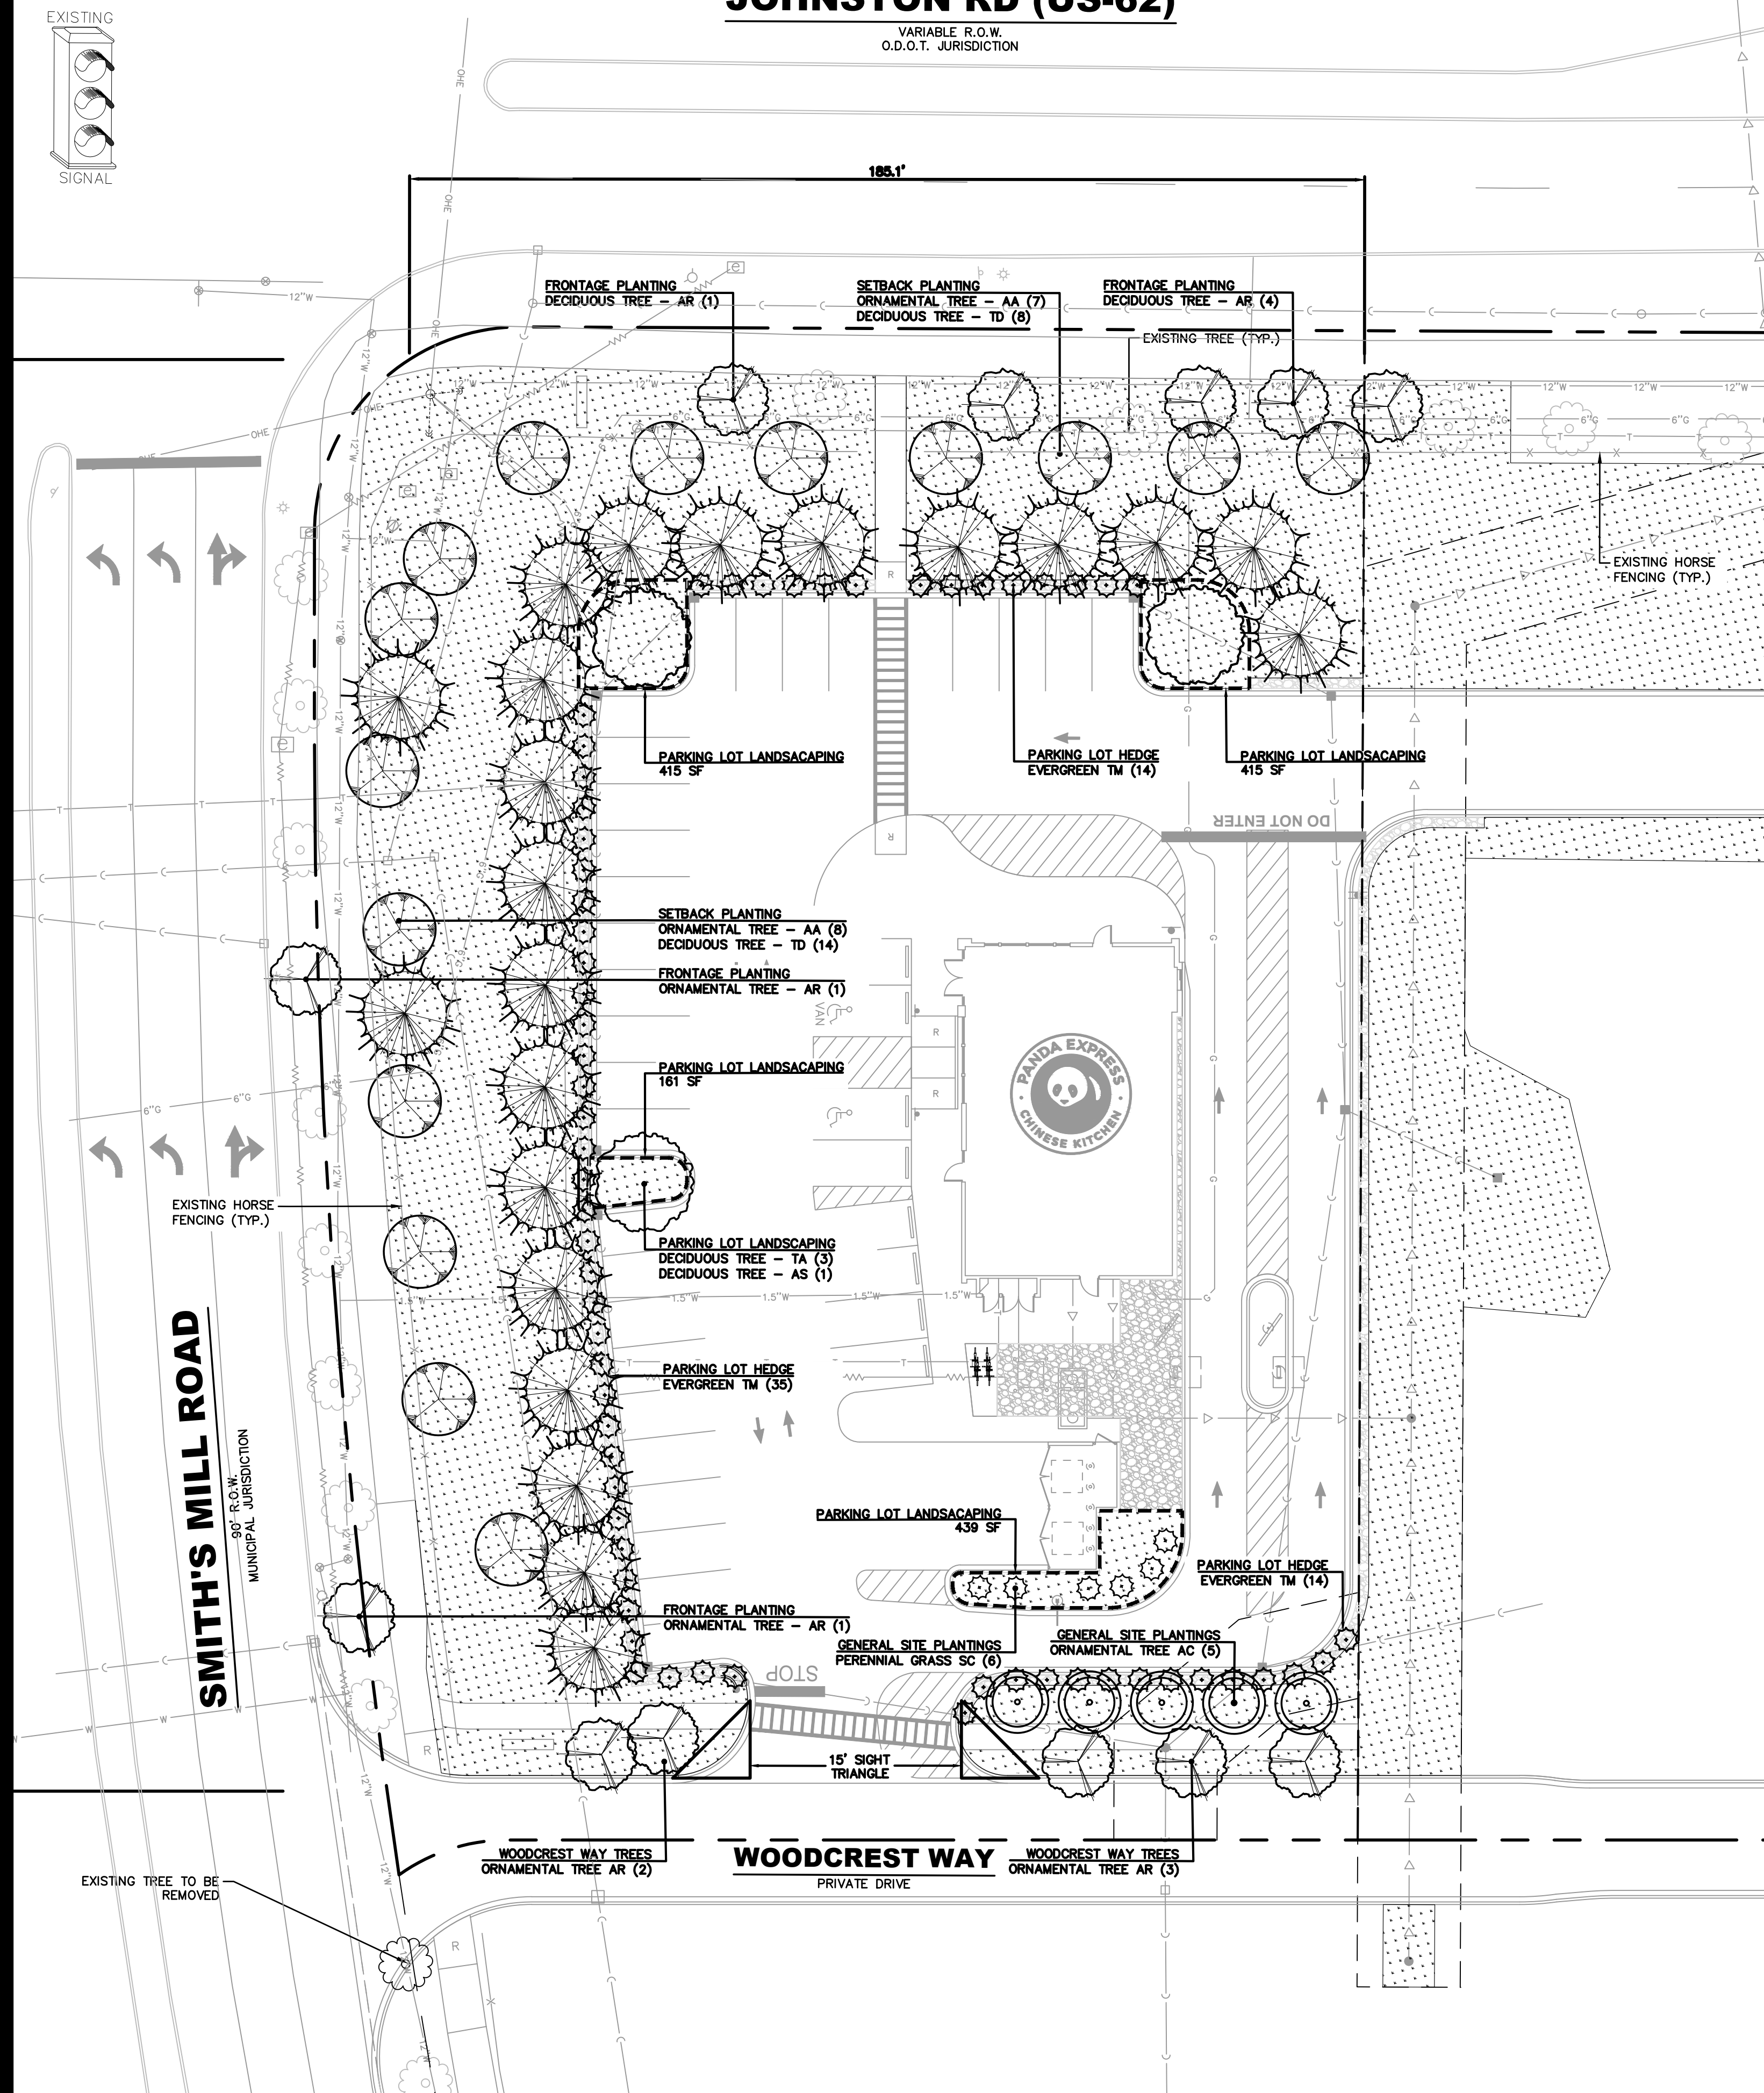 JOHNSTON RD (US-62)
VARIABLE R.O.W.
O.D.O.T. JURISDICTION
EXISTING
SIGNAL
185.1'
FRONTAGE PLANTING
DECIDUOUS TREE - AR (1)
SETBACK PLANTING
ORNAMENTAL TREE - AA (7)
DECIDUOUS TREE - TD (8)
FRONTAGE PLANTING
DECIDUOUS TREE - AR (4)
EXISTING TREE (TYP.)
EXISTING HORSE
FENCING (TYP.)
PARKING LOT LANDSACAPING
415 SF
PARKING LOT HEDGE
EVERGREEN TM (14)
PARKING LOT LANDSACAPING
415 SF
DO NOT ENTER
SETBACK PLANTING
ORNAMENTAL TREE - AA (8)
DECIDUOUS TREE - TD (14)
FRONTAGE PLANTING
ORNAMENTAL TREE - AR (1)
VAN
PANDA EXPRESS
CHINESE KITCHEN
PARKING LOT LANDSACAPING
161 SF
EXISTING HORSE
FENCING (TYP.)
PARKING LOT LANDSCAPING
DECIDUOUS TREE - TA (3)
DECIDUOUS TREE - AS (1)
PARKING LOT HEDGE
EVERGREEN TM (35)
SMITH'S MILL ROAD
90' R.O.W.
MUNICIPAL JURISDICTION
PARKING LOT LANDSACAPING
439 SF
PARKING LOT HEDGE
EVERGREEN TM (14)
FRONTAGE PLANTING
ORNAMENTAL TREE - AR (1)
GENERAL SITE PLANTINGS
PERENNIAL GRASS SC (6)
GENERAL SITE PLANTINGS
ORNAMENTAL TREE AC (5)
STOP
15' SIGHT
TRIANGLE
WOODCREST WAY TREES
ORNAMENTAL TREE AR (2)
WOODCREST WAY
PRIVATE DRIVE
WOODCREST WAY TREES
ORNAMENTAL TREE AR (3)
EXISTING TREE TO BE
REMOVED